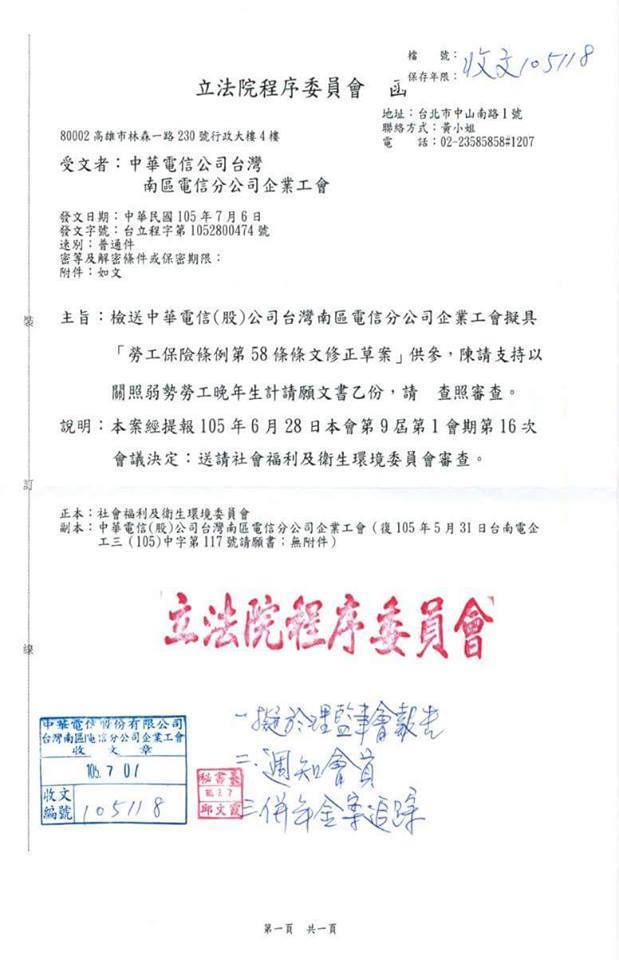 檔　號：
保存年限：
收文105118
立法院程序委員會　函
地址：台北市中山南路1號
聯絡方式：黃小姐
電　話：02-23585858#1207
80002高雄市林森一路230號行政大樓4樓
受文者：中華電信公司台灣
南區電信分公司企業工會
發文日期：中華民國105年7月6日
發文字號：台立程字第1052800474號
速別：普通件
密等及解密條件或保密期限：
附件：如文
主旨：檢送中華電信(股)公司台灣南區電信分公司企業工會擬具
「勞工保險條例第58條條文修正草案」供參，陳請支持以
關照弱勢勞工晚年生計請願文書乙份，請　查照審查。
說明：本案經提報105年6月28日本會第9屆第1會期第16次
會議決定：送請社會福利及衛生環境委員會審查。
正本：社會福利及衛生環境委員會
副本：中華電信(股)公司台灣南區電信分公司企業工會（復105年5月31日台南電企
工三(105)中字第117號請願書；無附件）
裝
訂
線
立法院程序委員會
中華電信股份有限公司
台灣南區電信分公司企業工會
收文章
105.7.01
收文編號
105118
秘書長
邱文霞
一.擬於理監事會報告
二.週知會員
三.併年金案追踪
第一頁　共一頁